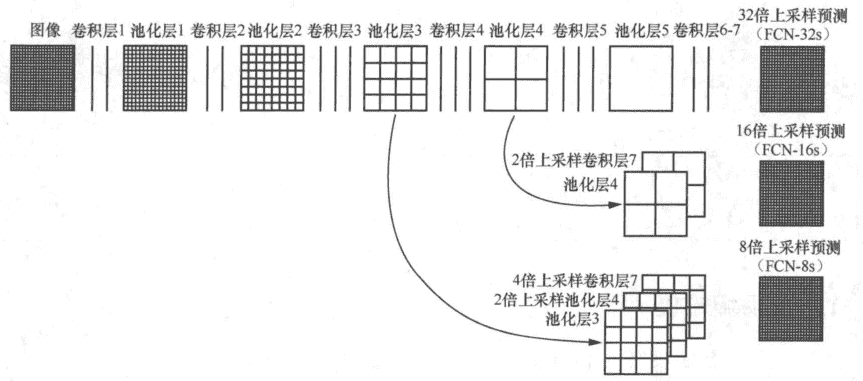 图像 卷积层1 池化层1 卷积层2 池化层2 卷积层3 池化层3 卷积层4 池化层4 卷积层5 池化层5 卷积层6-7
32倍上采样预测
(FCN-32s)
16倍上采样预测
(FCN-16s)
2倍上采样卷积层7
池化层4
8倍上采样预测
(FCN-8s)
4倍上采样卷积层7
2倍上采样池化层4
池化层3